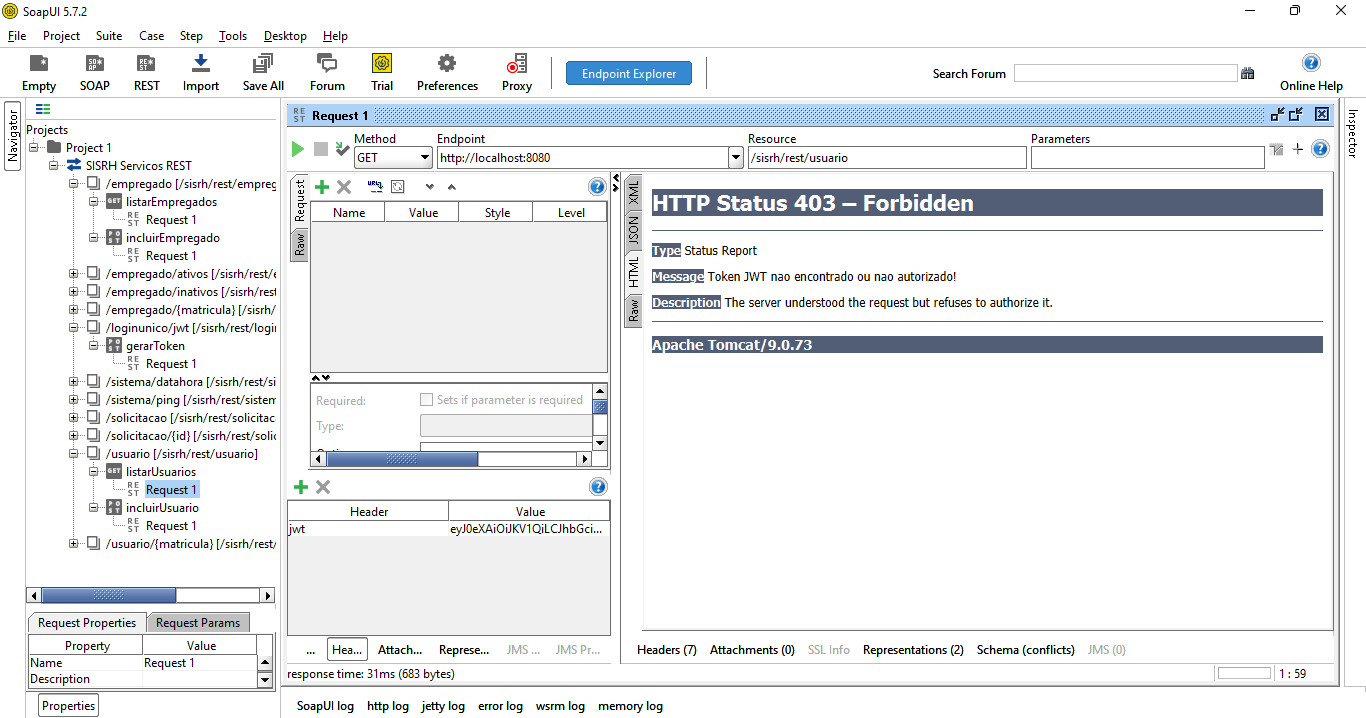 SoapUI 5.7.2
File Project Suite Case Step Tools Desktop Help
Empty SOAP REST Import Save All Forum Trial Preferences Proxy Endpoint Explorer Search Forum Online Help
Navigator
Projects
Project 1
SISRH Servicos REST
/empregado [/sisrh/rest/empreg
GET listarEmpregados
REST Request 1
POST incluirEmpregado
REST Request 1
/empregado/ativos [/sisrh/rest/e
/empregado/inativos [/sisrh/rest
/empregado/{matricula} [/sisrh/
/loginunico/jwt [/sisrh/rest/logi
POST gerarToken
REST Request 1
/sistema/datahora [/sisrh/rest/si
/sistema/ping [/sisrh/rest/sistem
/solicitacao [/sisrh/rest/solicitac
/solicitacao/{id} [/sisrh/rest/soli
/usuario [/sisrh/rest/usuario]
GET listarUsuarios
REST Request 1
POST incluirUsuario
REST Request 1
/usuario/{matricula} [/sisrh/rest/
Request Properties Request Params
Property Value
Name Request 1
Description
Properties
REST Request 1
Method Endpoint Resource Parameters
GET http://localhost:8080 /sisrh/rest/usuario
Request
Raw
Name Value Style Level
Required: Sets if parameter is required
Type:
Header Value
jwt eyJ0eXAiOiJKV1QiLCJhbGci...
... Hea... Attach... Represe... JMS ... JMS Pr...
XML
JSON
HTML
Raw
HTTP Status 403 – Forbidden
Type Status Report
Message Token JWT nao encontrado ou nao autorizado!
Description The server understood the request but refuses to authorize it.
Apache Tomcat/9.0.73
Headers (7) Attachments (0) SSL Info Representations (2) Schema (conflicts) JMS (0)
response time: 31ms (683 bytes) 1 : 59
SoapUI log http log jetty log error log wsrm log memory log
Inspector